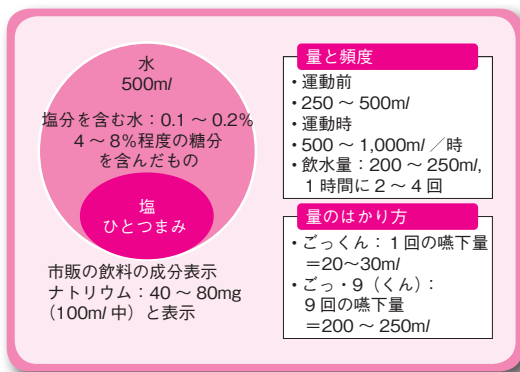 水
500ml
塩分を含む水：0.1 〜 0.2%
4 〜 8%程度の糖分
を含んだもの
塩
ひとつまみ
市販の飲料の成分表示
ナトリウム：40 〜 80mg
(100ml 中) と表示
量と頻度
・運動前
・250 〜 500ml
・運動時
・500 〜 1,000ml ／時
・飲水量：200 〜 250ml,
1 時間に 2 〜 4 回
量のはかり方
・ごっくん：1 回の嚥下量
＝20〜30ml
・ごっ・9（くん）：
9 回の嚥下量
＝200 〜 250ml